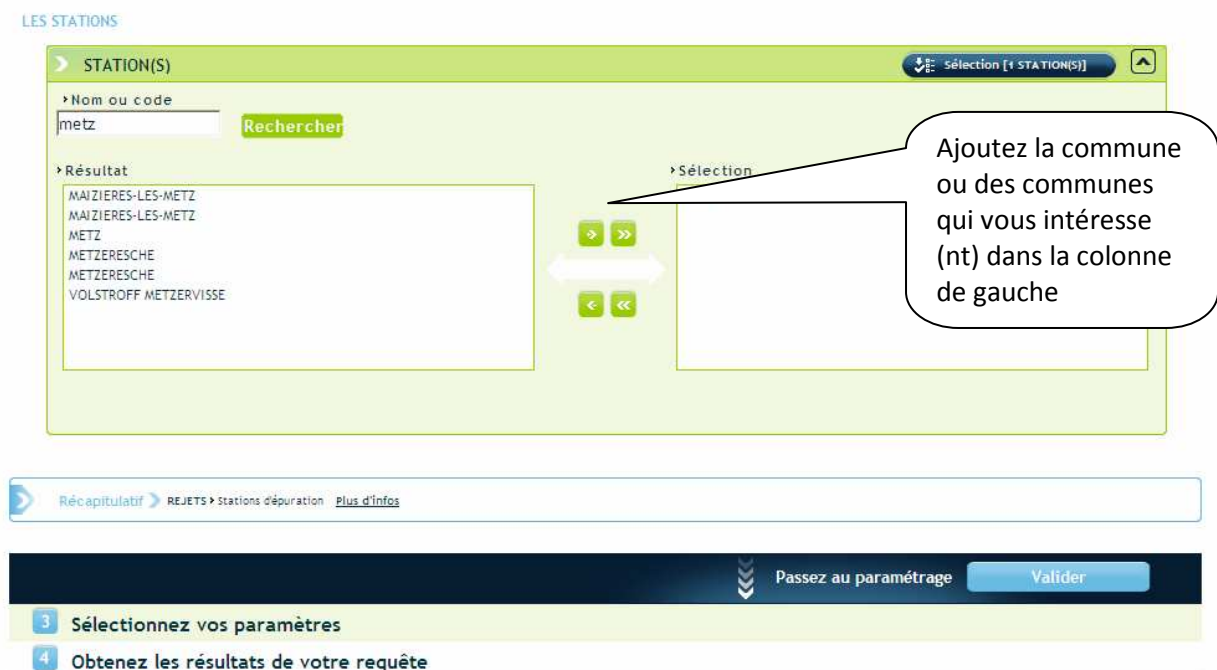 LES STATIONS
STATION(S)
Sélection [1 STATION(S)]
Nom ou code
metz
Rechercher
Résultat
Sélection
MAIZIERES-LES-METZ
MAIZIERES-LES-METZ
METZ
METZERESCHE
METZERESCHE
VOLSTROFF METZERVISSE
Ajoutez la commune
ou des communes
qui vous intéresse
(nt) dans la colonne
de gauche
Récapitulatif REJETS Stations d'épuration Plus d'infos
Passez au paramétrage Valider
3 Sélectionnez vos paramètres
4 Obtenez les résultats de votre requête